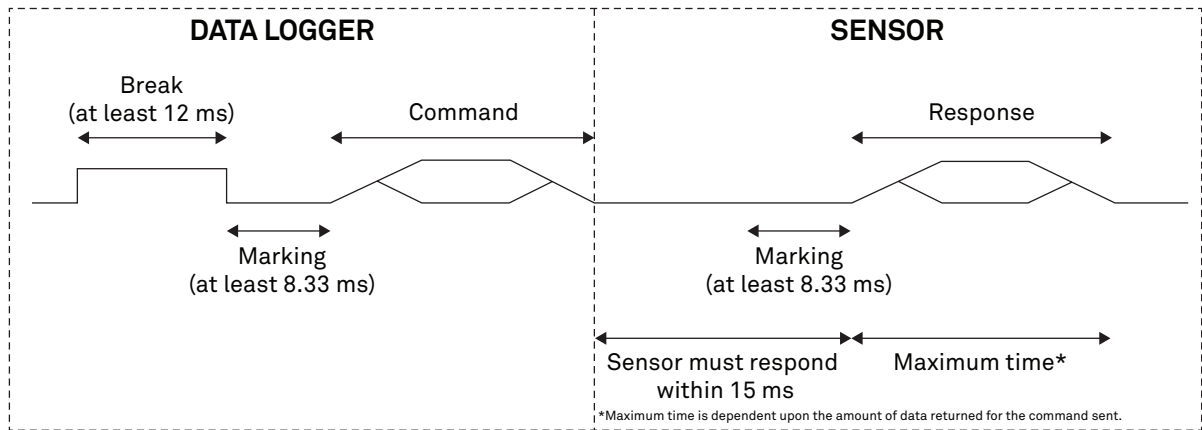 DATA LOGGER
Break
(at least 12 ms)
Command
Marking
(at least 8.33 ms)
SENSOR
Response
Marking
(at least 8.33 ms)
Sensor must respond
within 15 ms
Maximum time*
*Maximum time is dependent upon the amount of data returned for the command sent.